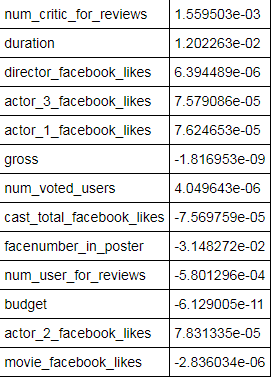 num_critic_for_reviews 1.559503e-03
duration 1.202263e-02
director_facebook_likes 6.394489e-06
actor_3_facebook_likes 7.579086e-05
actor_1_facebook_likes 7.624653e-05
gross -1.816953e-09
num_voted_users 4.049643e-06
cast_total_facebook_likes -7.569759e-05
facenumber_in_poster -3.148272e-02
num_user_for_reviews -5.801296e-04
budget -6.129005e-11
actor_2_facebook_likes 7.831335e-05
movie_facebook_likes -2.836034e-06